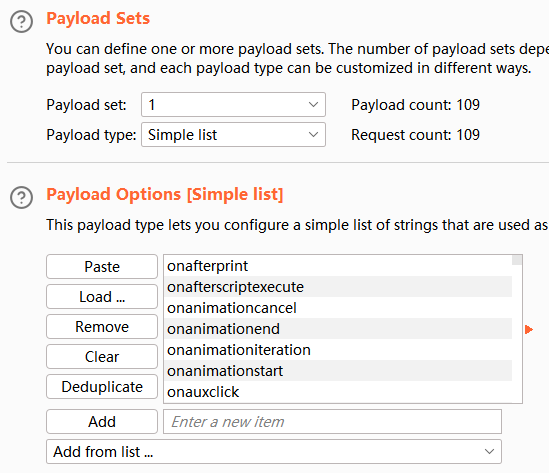 Payload Sets
You can define one or more payload sets. The number of payload sets depe
payload set, and each payload type can be customized in different ways.
Payload set: 1 Payload count: 109
Payload type: Simple list Request count: 109
Payload Options [Simple list]
This payload type lets you configure a simple list of strings that are used as
Paste
Load ...
Remove
Clear
Deduplicate
onafterprint
onafterscriptexecute
onanimationcancel
onanimationend
onanimationiteration
onanimationstart
onauxclick
Add Enter a new item
Add from list ...